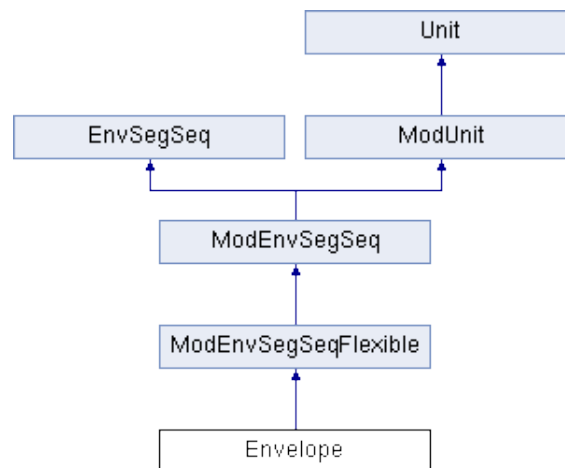 Unit
EnvSegSeq
ModUnit
ModEnvSegSeq
ModEnvSegSeqFlexible
Envelope